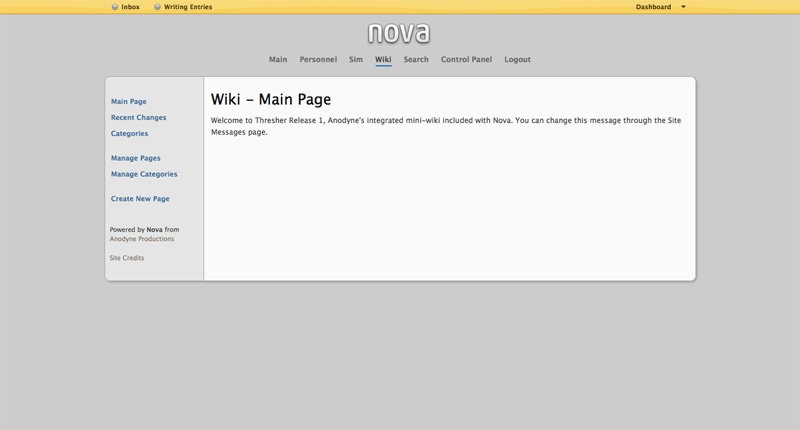 Inbox Writing Entries Dashboard
nova
Main Personnel Sim Wiki Search Control Panel Logout
Main Page
Recent Changes
Categories
Manage Pages
Manage Categories
Create New Page
Powered by Nova from
Anodyne Productions
Site Credits
Wiki - Main Page
Welcome to Thresher Release 1, Anodyne's integrated mini-wiki included with Nova. You can change this message through the Site
Messages page.